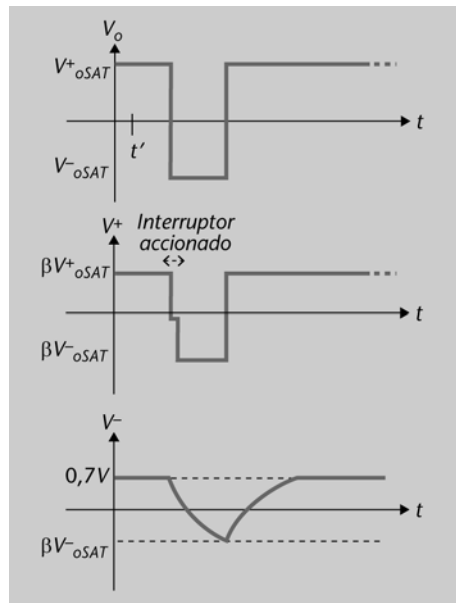 Vₒ
V⁺oSAT
t
t′
V⁻oSAT
Interruptor
accionado
V⁺
βV⁺oSAT
t
βV⁻oSAT
V⁻
0,7V
t
βV⁻oSAT